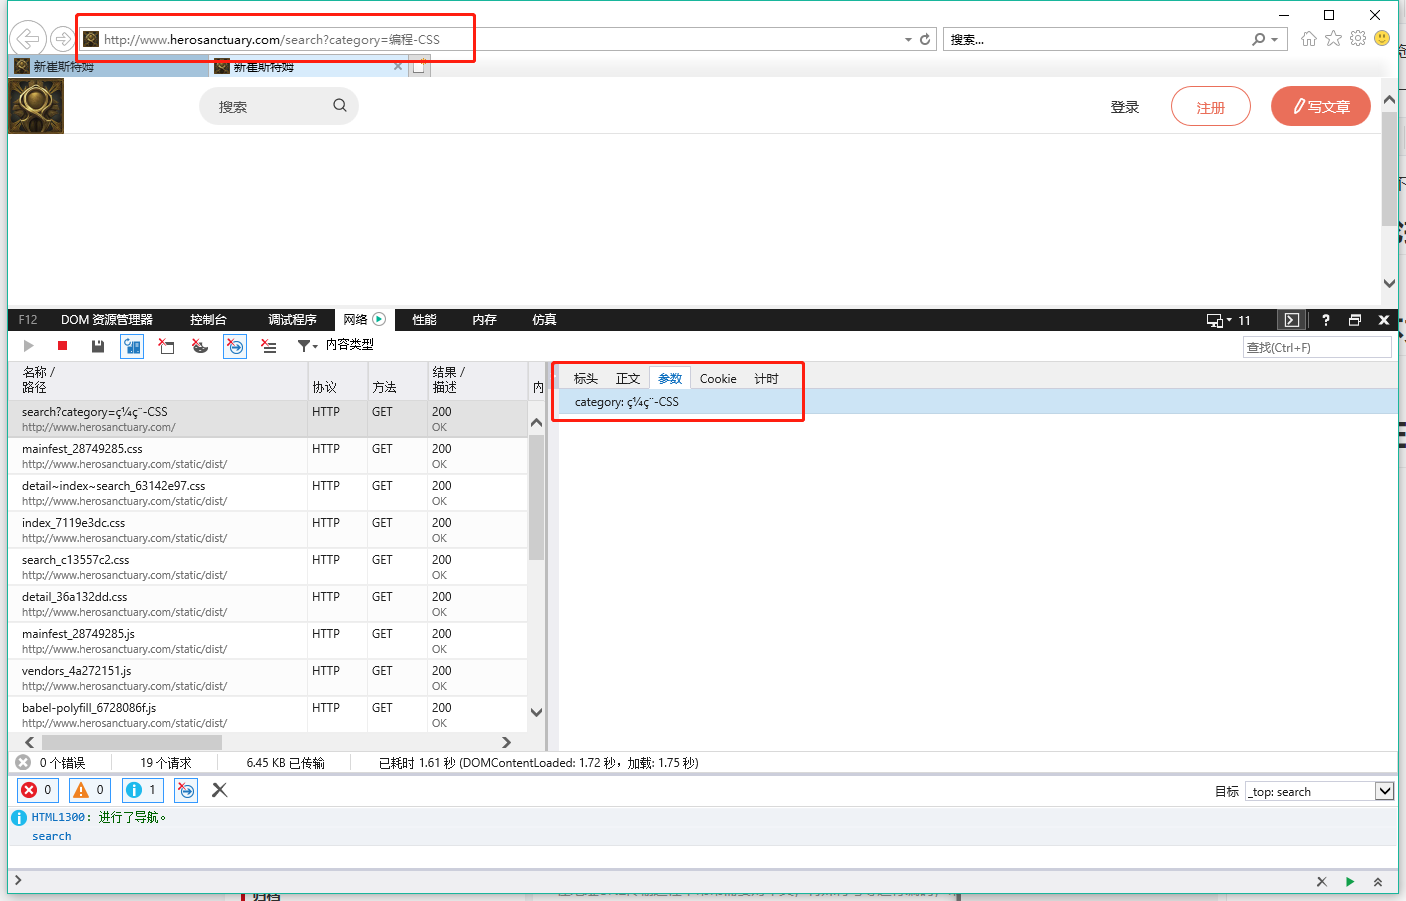 http://www.herosanctuary.com/search?category=编程-CSS
搜索...
新崔斯特姆
新崔斯特姆
搜索
登录
注册
写文章
F12 DOM 资源管理器 控制台 调试程序 网络 性能 内存 仿真
11
?
内容类型
查找(Ctrl+F)
名称 /
路径
协议
方法
结果 /
描述
内
标头 正文 参数 Cookie 计时
category: ç¼ç¨-CSS
search?category=ç¼ç¨-CSS HTTP GET 200
http://www.herosanctuary.com/ OK
mainfest_28749285.css HTTP GET 200
http://www.herosanctuary.com/static/dist/ OK
detail~index~search_63142e97.css HTTP GET 200
http://www.herosanctuary.com/static/dist/ OK
index_7119e3dc.css HTTP GET 200
http://www.herosanctuary.com/static/dist/ OK
search_c13557c2.css HTTP GET 200
http://www.herosanctuary.com/static/dist/ OK
detail_36a132dd.css HTTP GET 200
http://www.herosanctuary.com/static/dist/ OK
mainfest_28749285.js HTTP GET 200
http://www.herosanctuary.com/static/dist/ OK
vendors_4a272151.js HTTP GET 200
http://www.herosanctuary.com/static/dist/ OK
babel-polyfill_6728086f.js HTTP GET 200
http://www.herosanctuary.com/static/dist/ OK
0 个错误 19 个请求 6.45 KB 已传输 已耗时 1.61 秒 (DOMContentLoaded: 1.72 秒，加载: 1.75 秒)
0 0 1
目标 _top: search
HTML1300: 进行了导航。
search